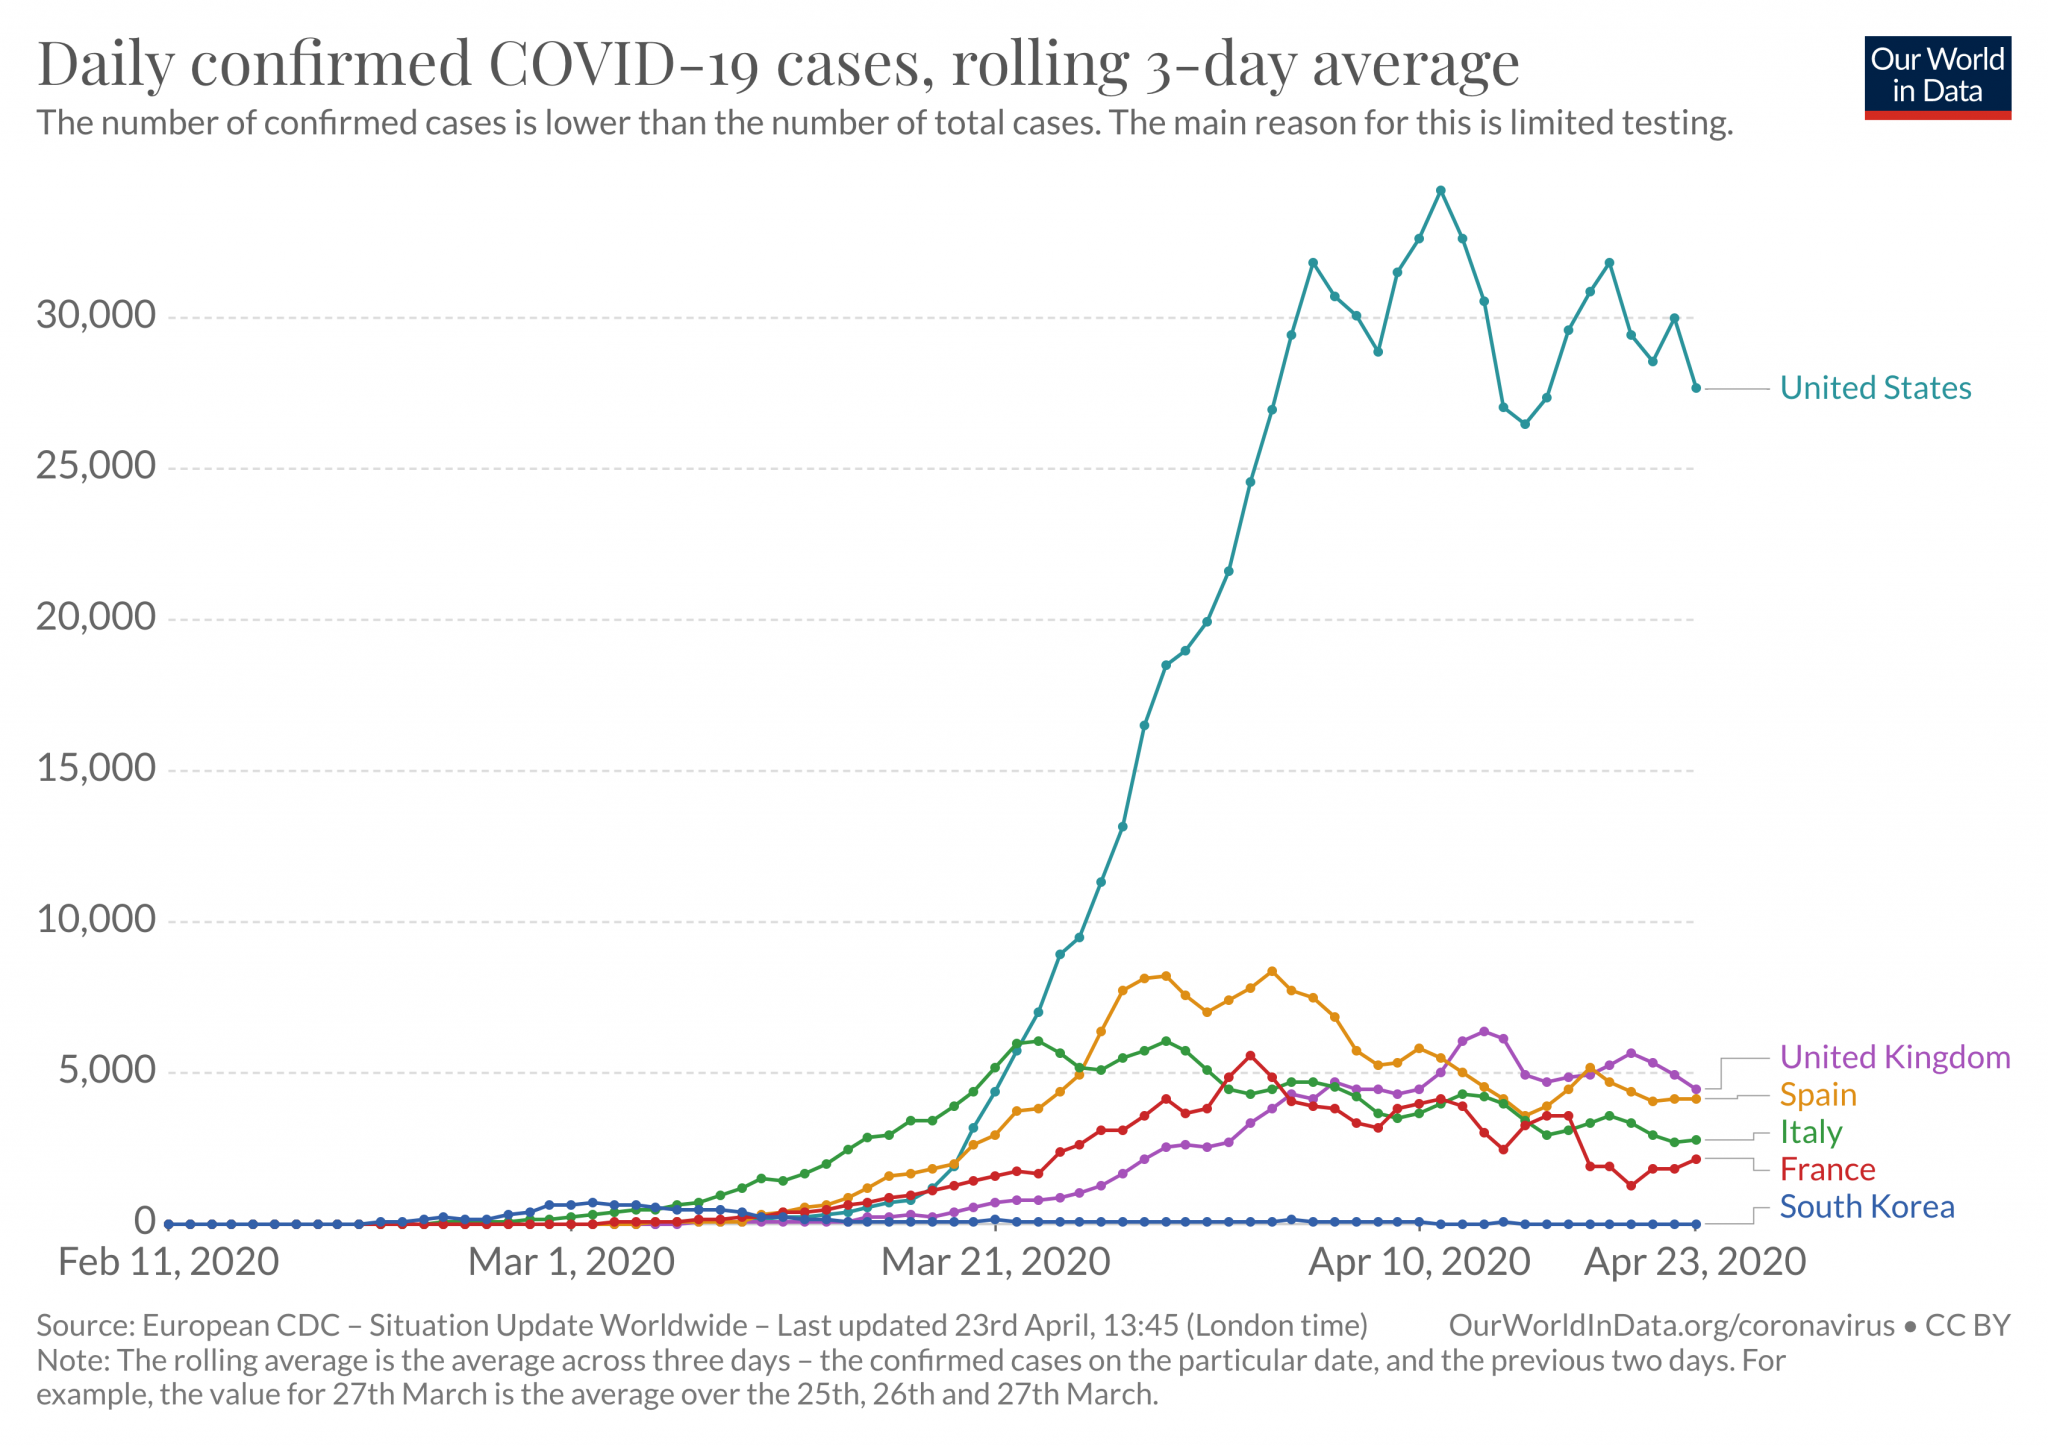 Daily confirmed COVID-19 cases, rolling 3-day average
Our World
in Data
The number of confirmed cases is lower than the number of total cases. The main reason for this is limited testing.
30,000
25,000
20,000
15,000
10,000
5,000
0
United States
United Kingdom
Spain
Italy
France
South Korea
Feb 11, 2020
Mar 1, 2020
Mar 21, 2020
Apr 10, 2020
Apr 23, 2020
Source: European CDC – Situation Update Worldwide – Last updated 23rd April, 13:45 (London time)
OurWorldInData.org/coronavirus • CC BY
Note: The rolling average is the average across three days – the confirmed cases on the particular date, and the previous two days. For
example, the value for 27th March is the average over the 25th, 26th and 27th March.